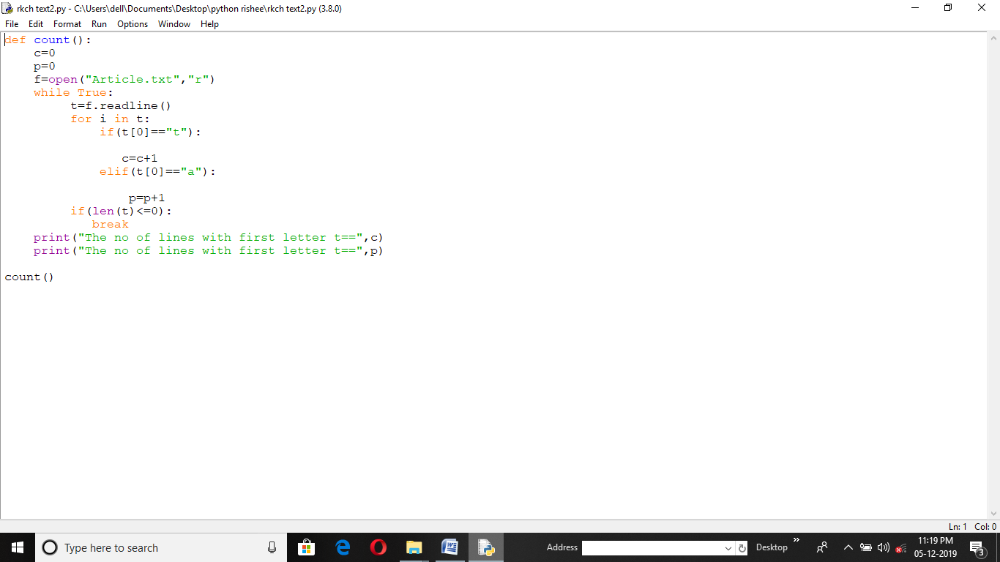 rkch text2.py - C:\Users\dell\Documents\Desktop\python rishee\rkch text2.py (3.8.0)
File Edit Format Run Options Window Help
def count():
    c=0
    p=0
    f=open("Article.txt","r")
    while True:
         t=f.readline()
         for i in t:
             if(t[0]=="t"):

                c=c+1
             elif(t[0]=="a"):

                 p=p+1
         if(len(t)<=0):
            break
    print("The no of lines with first letter t==",c)
    print("The no of lines with first letter t==",p)

count()
Ln: 1 Col: 0
Type here to search
Address
Desktop
11:19 PM
05-12-2019
3